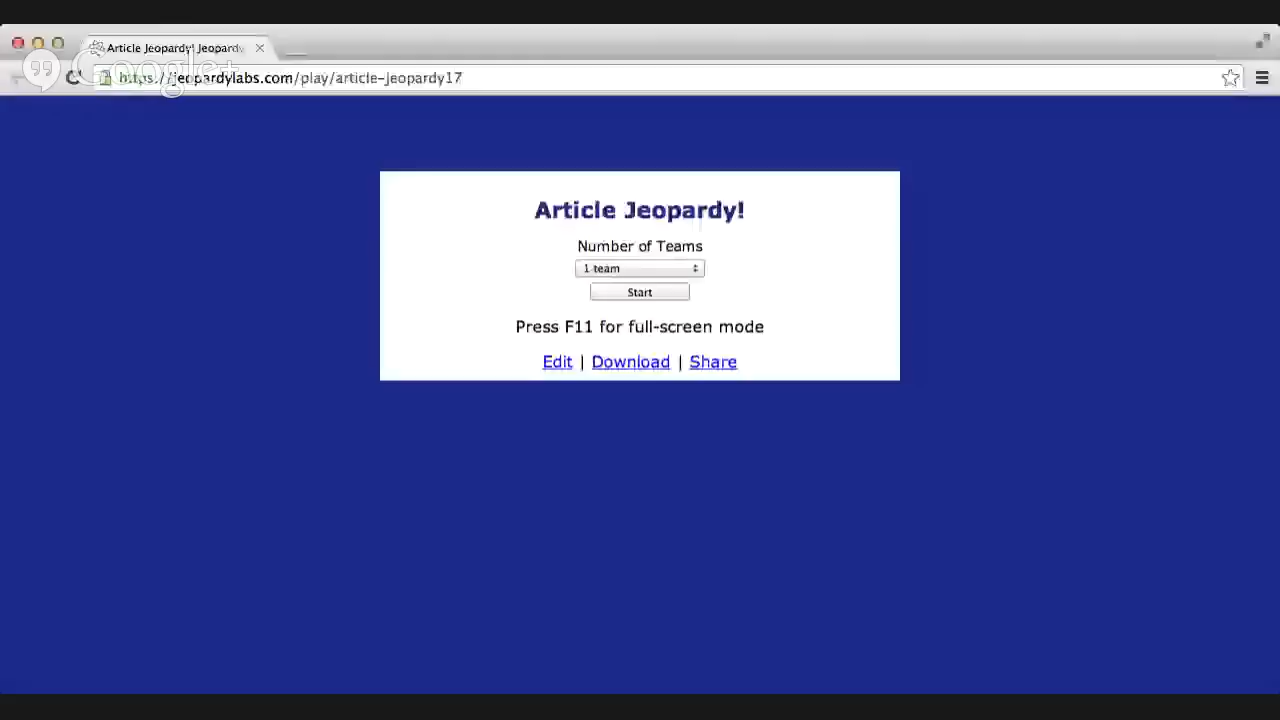 Article Jeopardy! Jeopardy
Google+
https://jeopardylabs.com/play/article-jeopardy17
Article Jeopardy!
Number of Teams
1 team
Start
Press F11 for full-screen mode
Edit | Download | Share